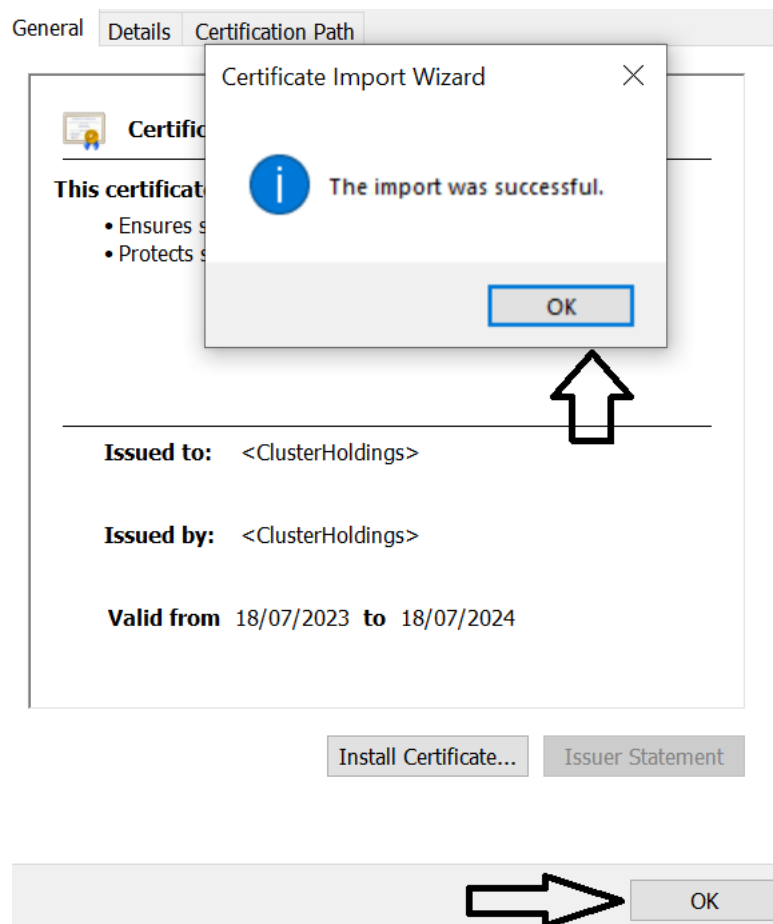 General Details Certification Path
Certificate Import Wizard
The import was successful.
OK
This
• Ensures
• Protects
Issued to: <ClusterHoldings>
Issued by: <ClusterHoldings>
Valid from 18/07/2023 to 18/07/2024
Install Certificate... Issuer Statement
OK